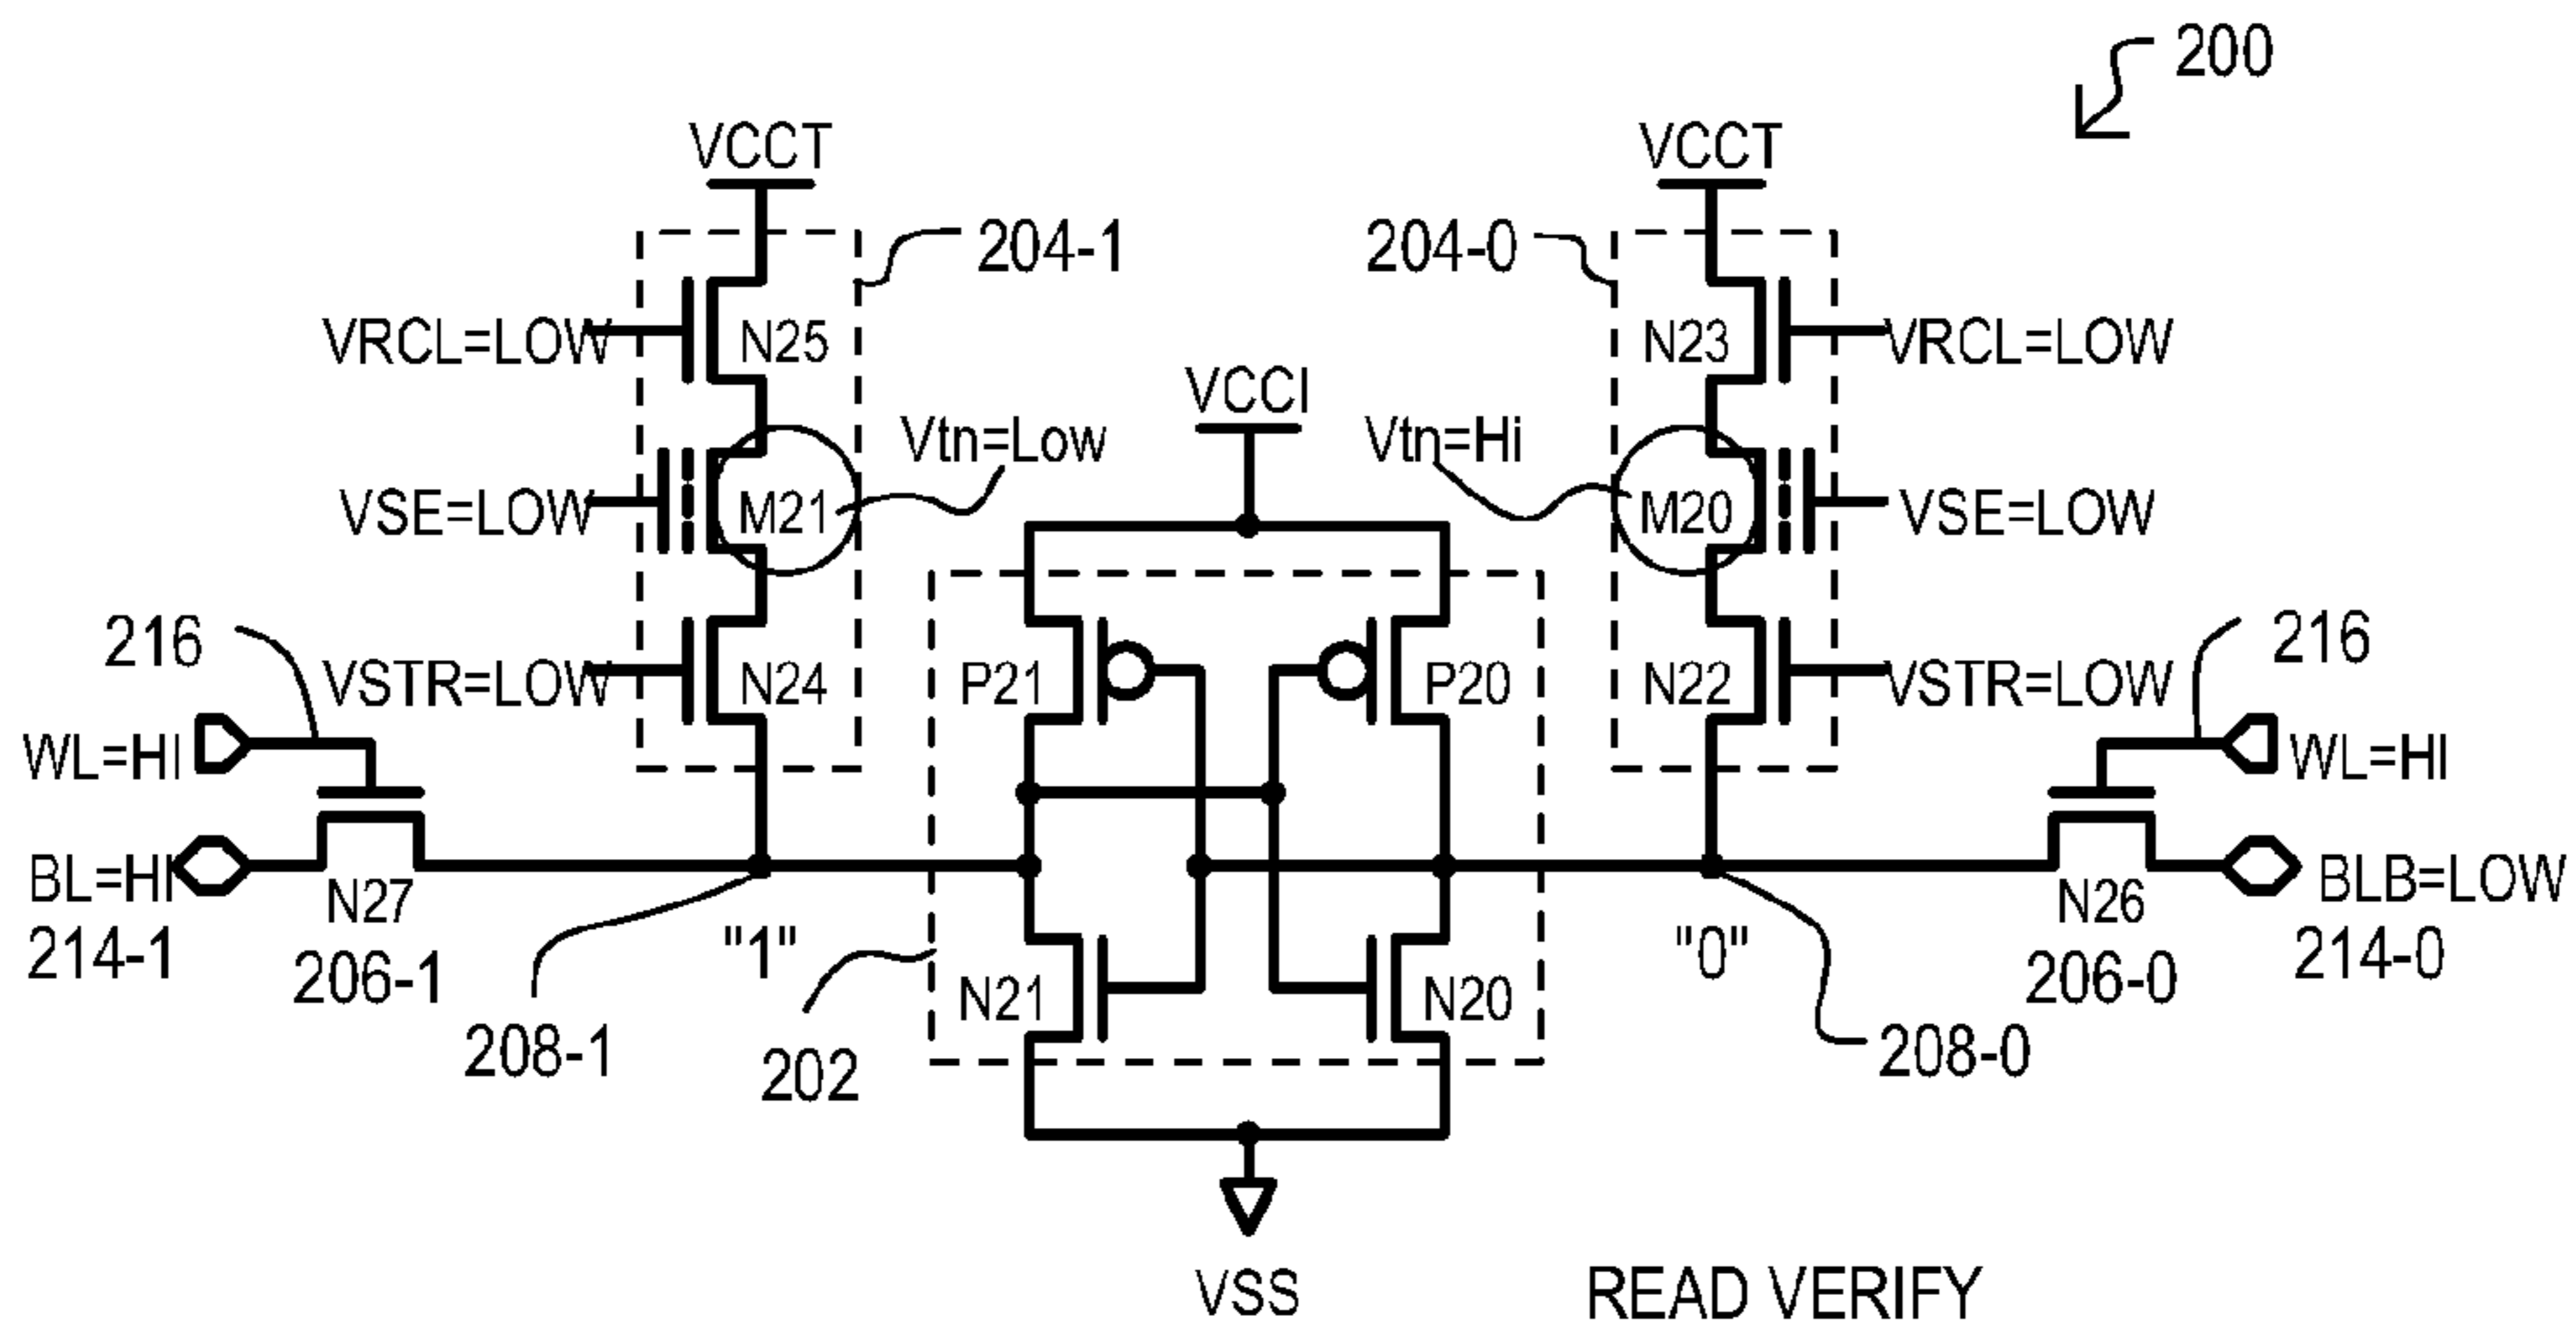 200
VCCT VCCT
204-1 204-0
VRCL=LOW N25 N23 VRCL=LOW
VCCI
Vtn=Low Vtn=Hi
VSE=LOW M21 M20 VSE=LOW
216 216
VSTR=LOW N24 P21 P20 N22 VSTR=LOW
WL=HI WL=HI
BL=HI N27 N26 BLB=LOW
214-1 206-1 "1" "0" 206-0 214-0
N21 N20
208-1 202 208-0
VSS READ VERIFY